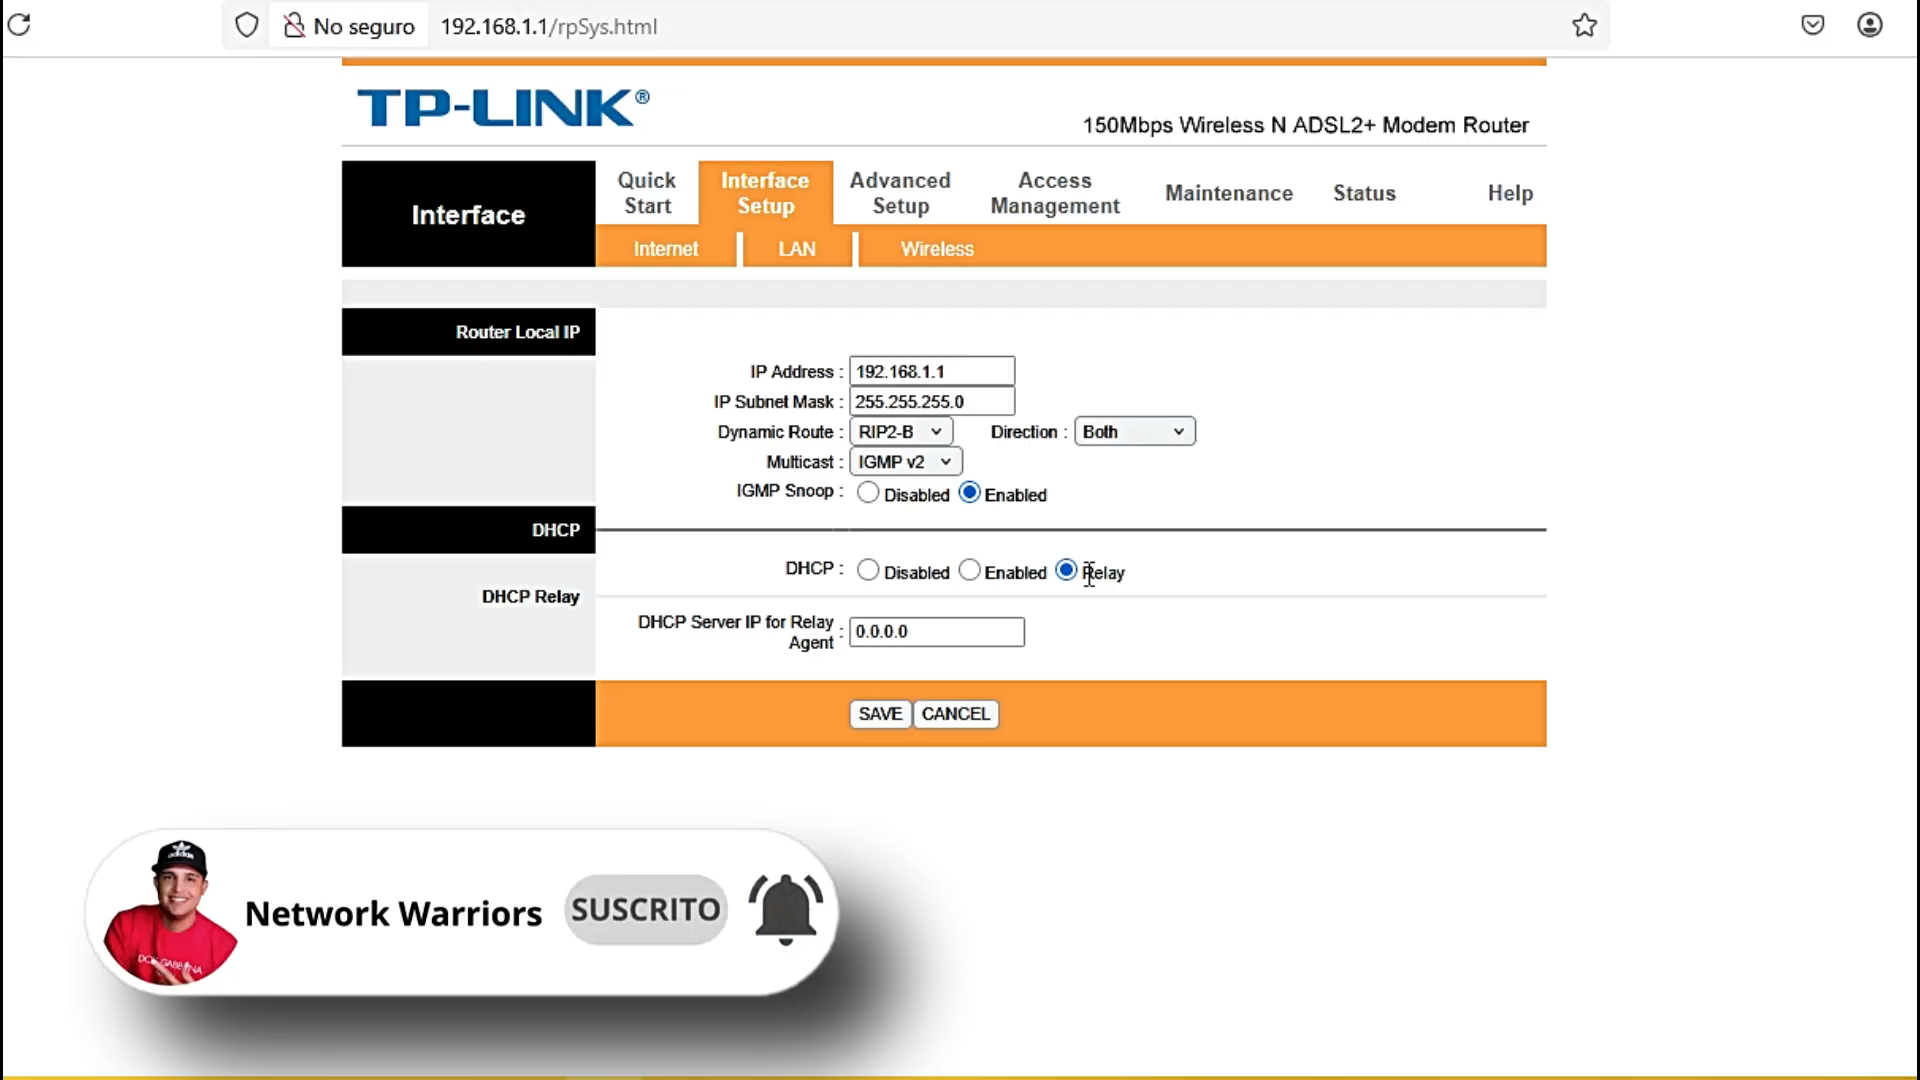 No seguro 192.168.1.1/rpSys.html
TP-LINK®
150Mbps Wireless N ADSL2+ Modem Router
Interface
Quick Start
Interface Setup
Advanced Setup
Access Management
Maintenance
Status
Help
Internet
LAN
Wireless
Router Local IP
IP Address : 192.168.1.1
IP Subnet Mask : 255.255.255.0
Dynamic Route : RIP2-B Direction : Both
Multicast : IGMP v2
IGMP Snoop : Disabled Enabled
DHCP
DHCP : Disabled Enabled Relay
DHCP Relay
DHCP Server IP for Relay
Agent : 0.0.0.0
SAVE CANCEL
adidas
Network Warriors SUSCRITO